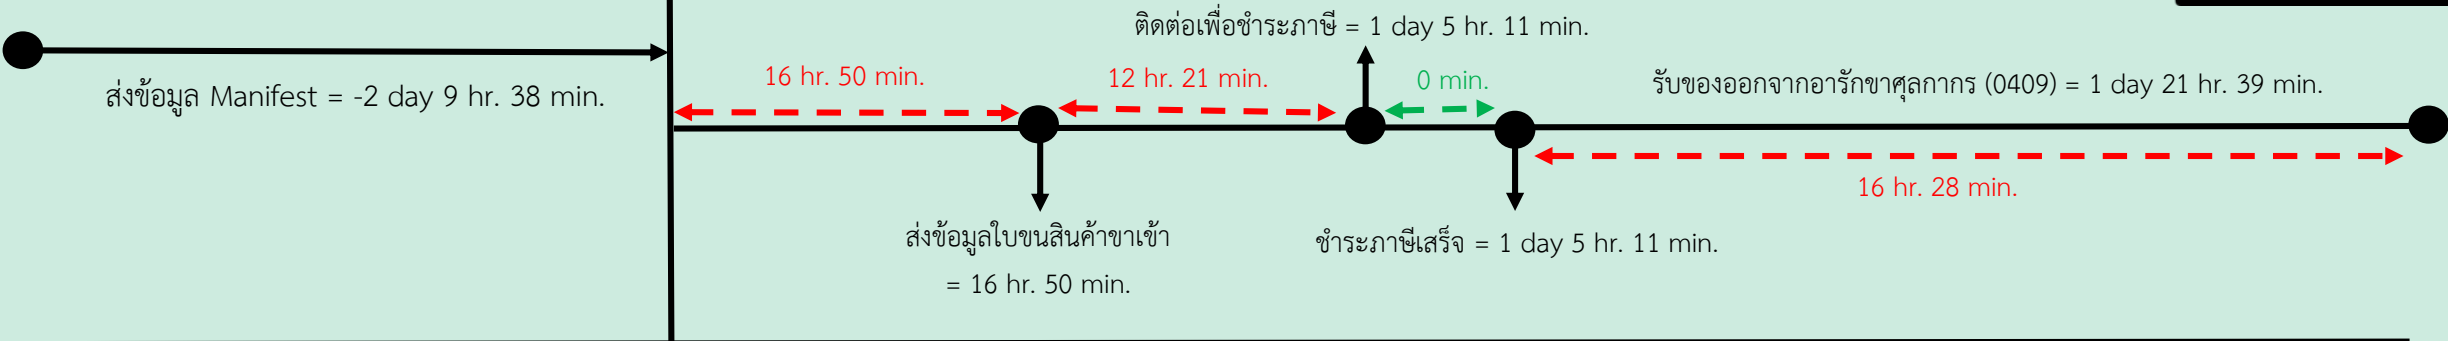 ติดต่อเพื่อชำระภาษี = 1 day 5 hr. 11 min.
ส่งข้อมูล Manifest = -2 day 9 hr. 38 min.
16 hr. 50 min.
12 hr. 21 min.
0 min.
รับของออกจากอารักขาศุลกากร (0409) = 1 day 21 hr. 39 min.
16 hr. 28 min.
ส่งข้อมูลใบขนสินค้าขาเข้า
= 16 hr. 50 min.
ชำระภาษีเสร็จ = 1 day 5 hr. 11 min.